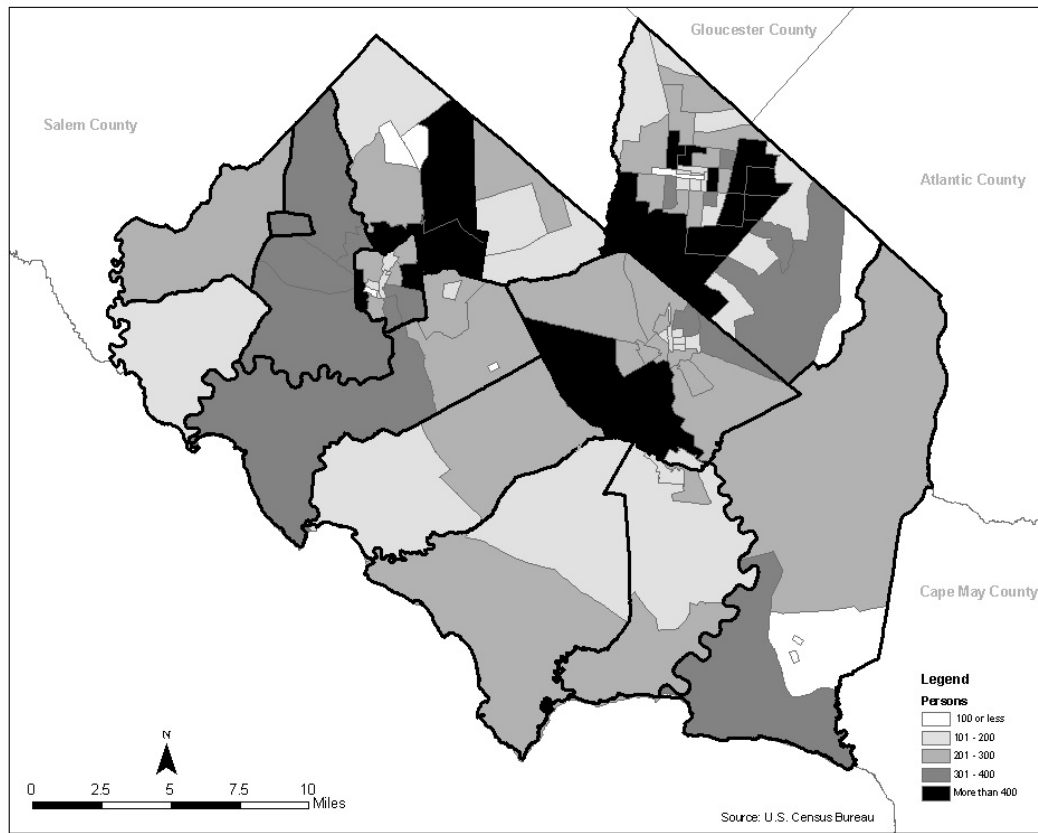 Gloucester County
Salem County
Atlantic County
Cape May County
Legend
Persons
100 or less
101 - 200
201 - 300
301 - 400
More than 400
N
0 2.5 5 7.5 10
Miles
Source: U.S. Census Bureau